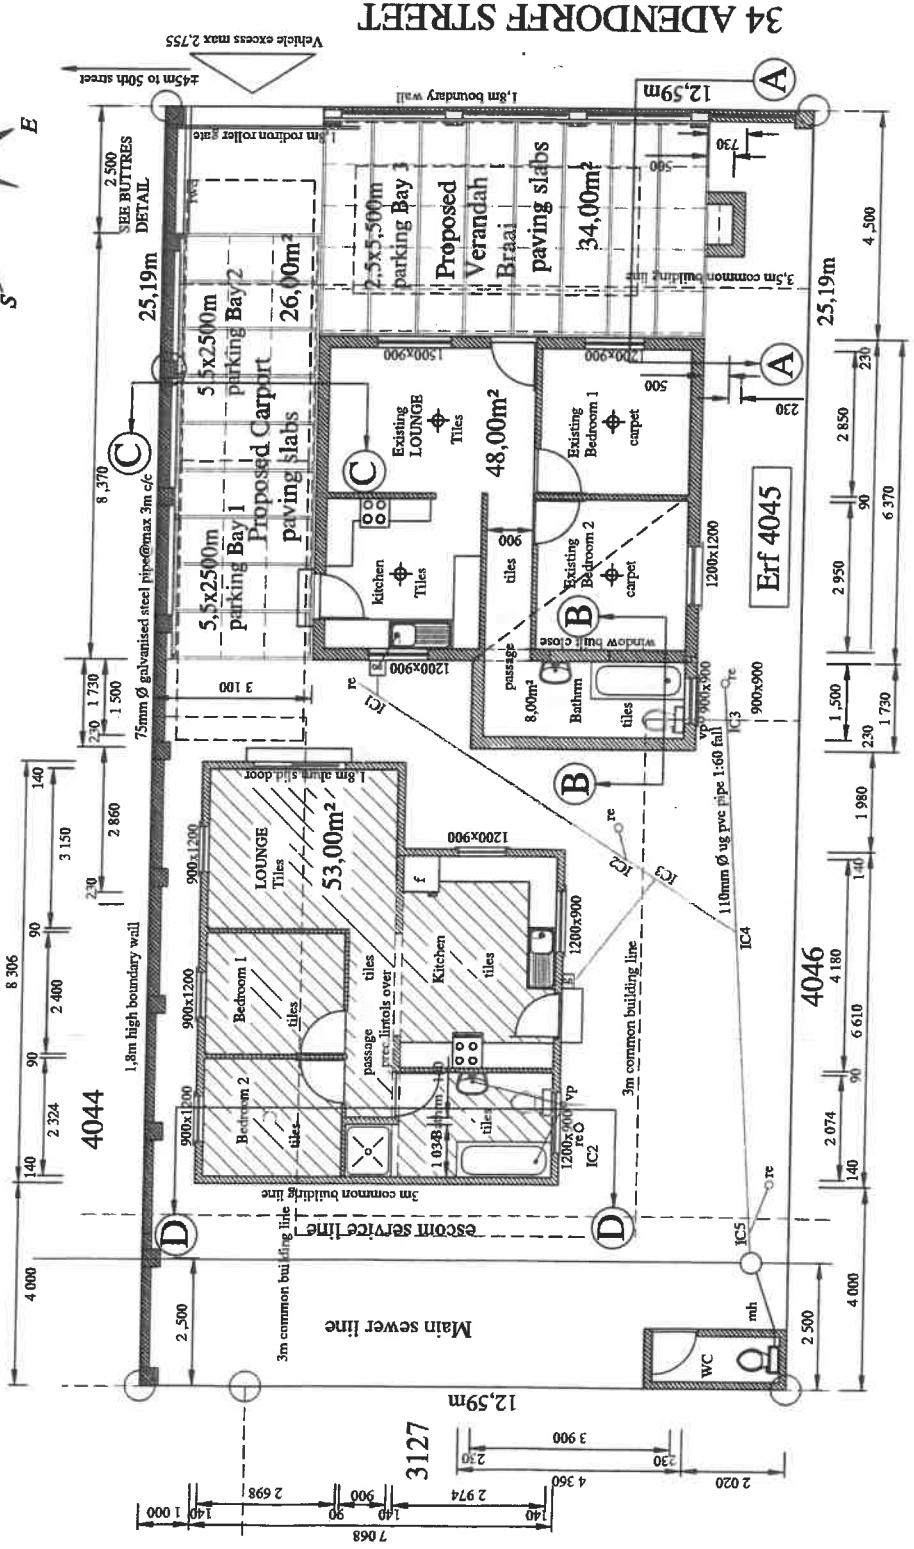 34 ADENDORFF STREET
Vehicle excess max 2,755
±45m to 50th street
E
S
1,8m boundary wall
12,59m
A
1,8m rodiron roller gate
2 500
SEE BUTTRES
DETAIL
rwd
730
500
25,19m
5,5x2500m
parking Bay 2
26,00m²
2,5x5,500m
parking Bay 3
Proposed
Verandah
Braai
paving slabs
34,00m²
3,5m common building line
4,500
25,19m
8,370
C
Proposed Carport
paving slabs
5,5x2500m
parking Bay 1
1500x900
1200x900
Existing
LOUNGE
Tiles
48,00m²
C
Existing
Bedroom 1
carpet
500
A
230
230
2 850
90
6 370
2 950
75mm Ø galvanised steel pipe@max 3m c/c
kitchen
Tiles
900
tiles
Existing
Bedroom 2
carpet
1200x1200
Erf 4045
B
window built close
1200x900
passage
8,00m²
Bathrm
tiles
900x900
900x900
vp
IC3
re
1 730
1 500
230
3 100
re
IC1
g
1,500
1 730
230
B
1,8m alum slid.door
8 306
140
3 150
2 860
230
900x1200
LOUNGE
Tiles
53,00m²
1200x900
f
re
IC2
IC3
110mm Ø ug pvc pipe 1:60 fall
1 980
140
1,8m high boundary wall
90
2 400
90
900x1200
Bedroom 1
tiles
tiles
passage
prec lintols over
Kitchen
tiles
1200x900
g
IC4
4046
4 180
6 610
3m common building line
4044
2 324
140
900x1200
Bedroom 2
tiles
1 034
Bathrm
140
tiles
1200x900
vp
re
IC2
90
2 074
140
3m common building line
D
escom service line
D
re
IC5
4 000
2 ,500
3m common building line
Main sewer line
mh
WC
2 500
4 000
12,59m
3127
1 000
140
2 698
90
900
140
2 974
140
7 068
230
3 900
230
4 360
2 020